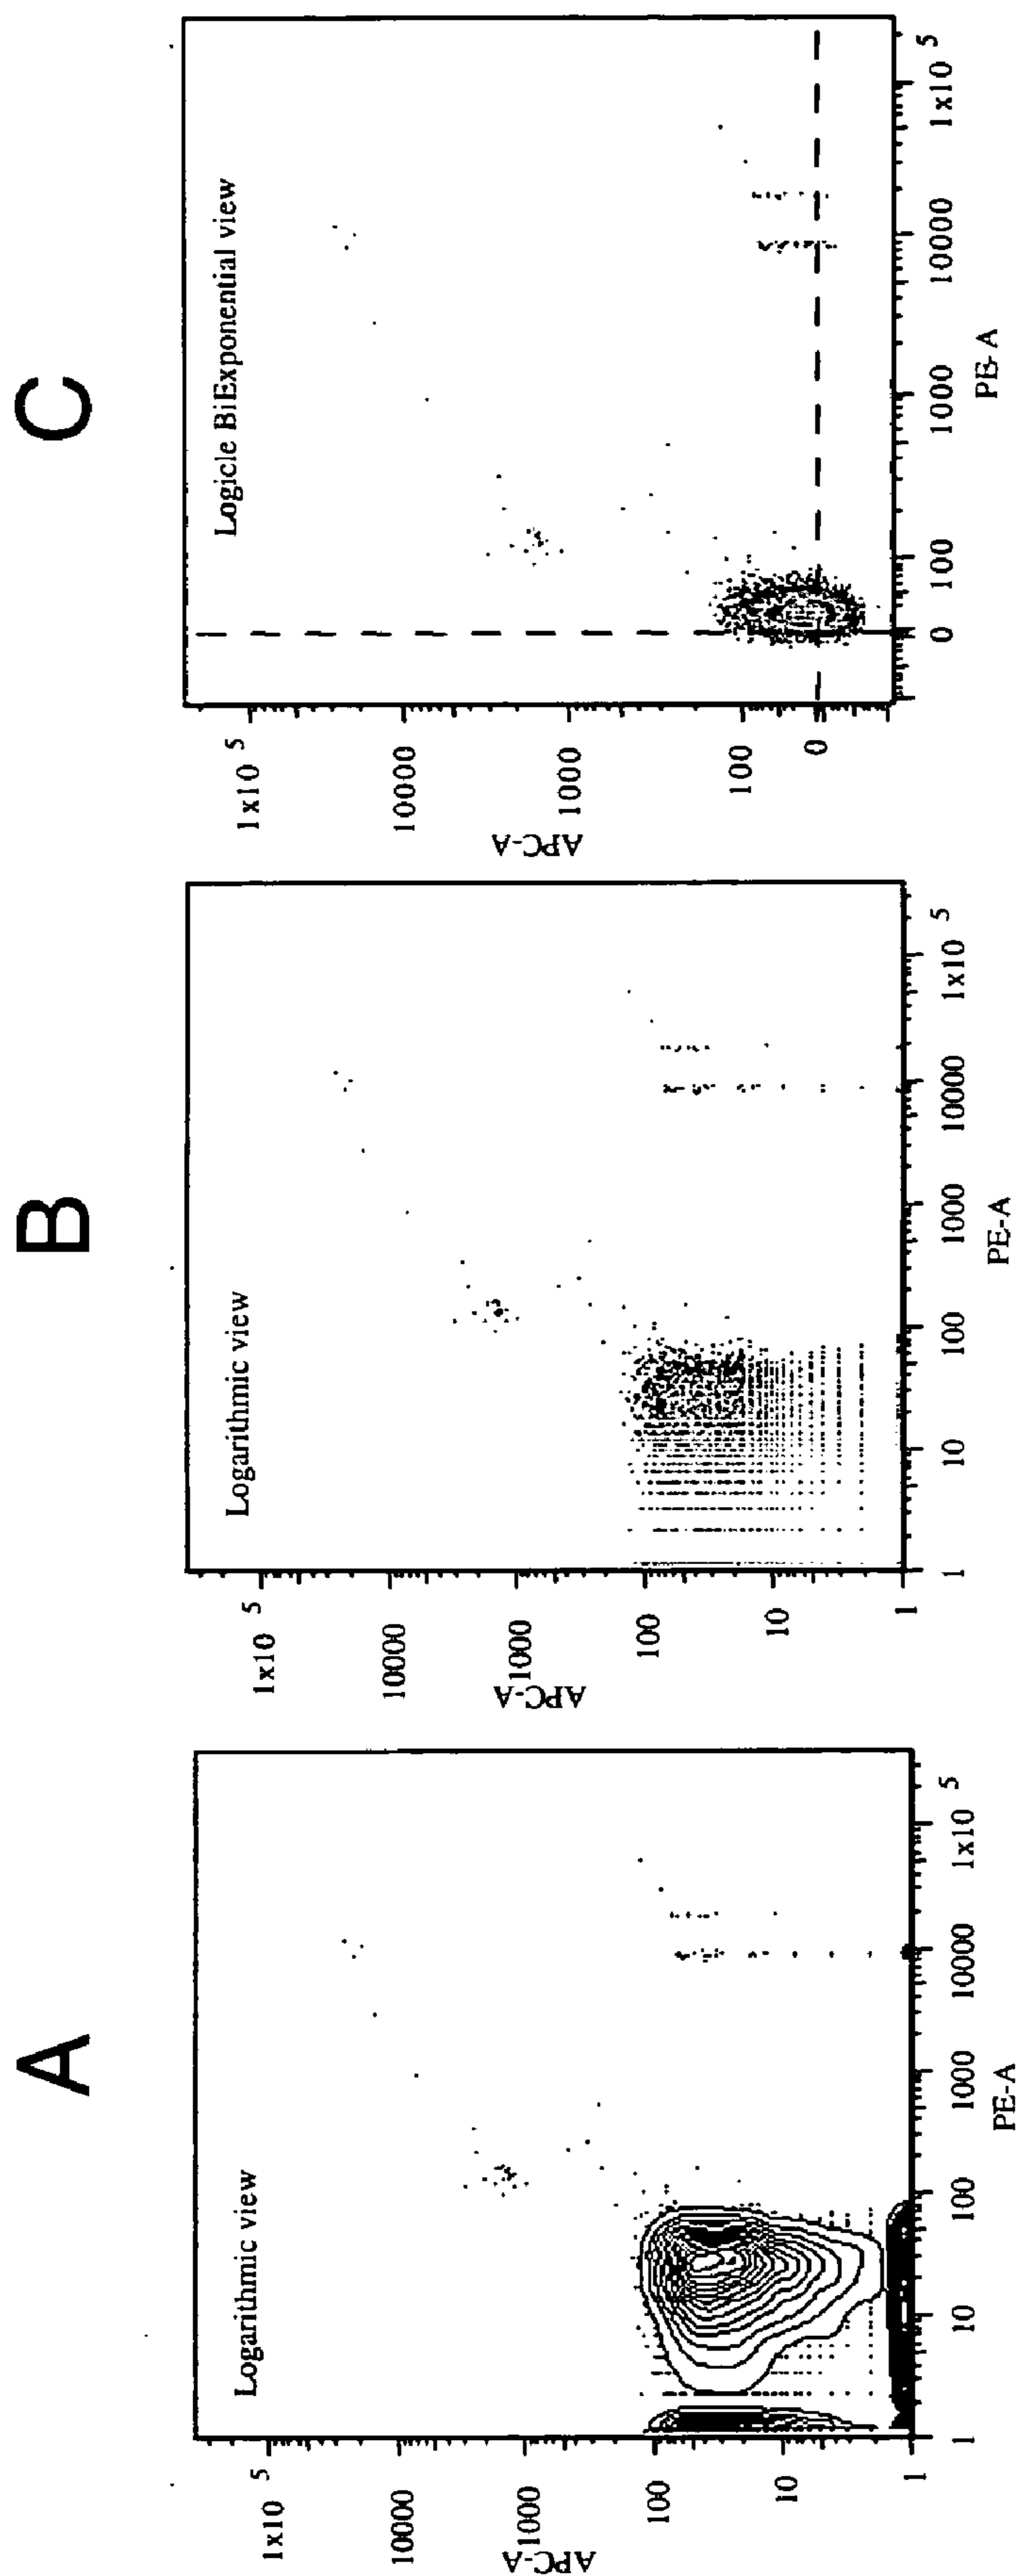 A
Logarithmic view
APC-A
1x10 5
10000
1000
100
10
1
1 10 100 1000 10000 1x10 5
PE-A
B
Logarithmic view
APC-A
1x10 5
10000
1000
100
10
1
1 10 100 1000 10000 1x10 5
PE-A
C
Logicle BiExponential view
APC-A
1x10 5
10000
1000
100
0
0 100 1000 10000 1x10 5
PE-A